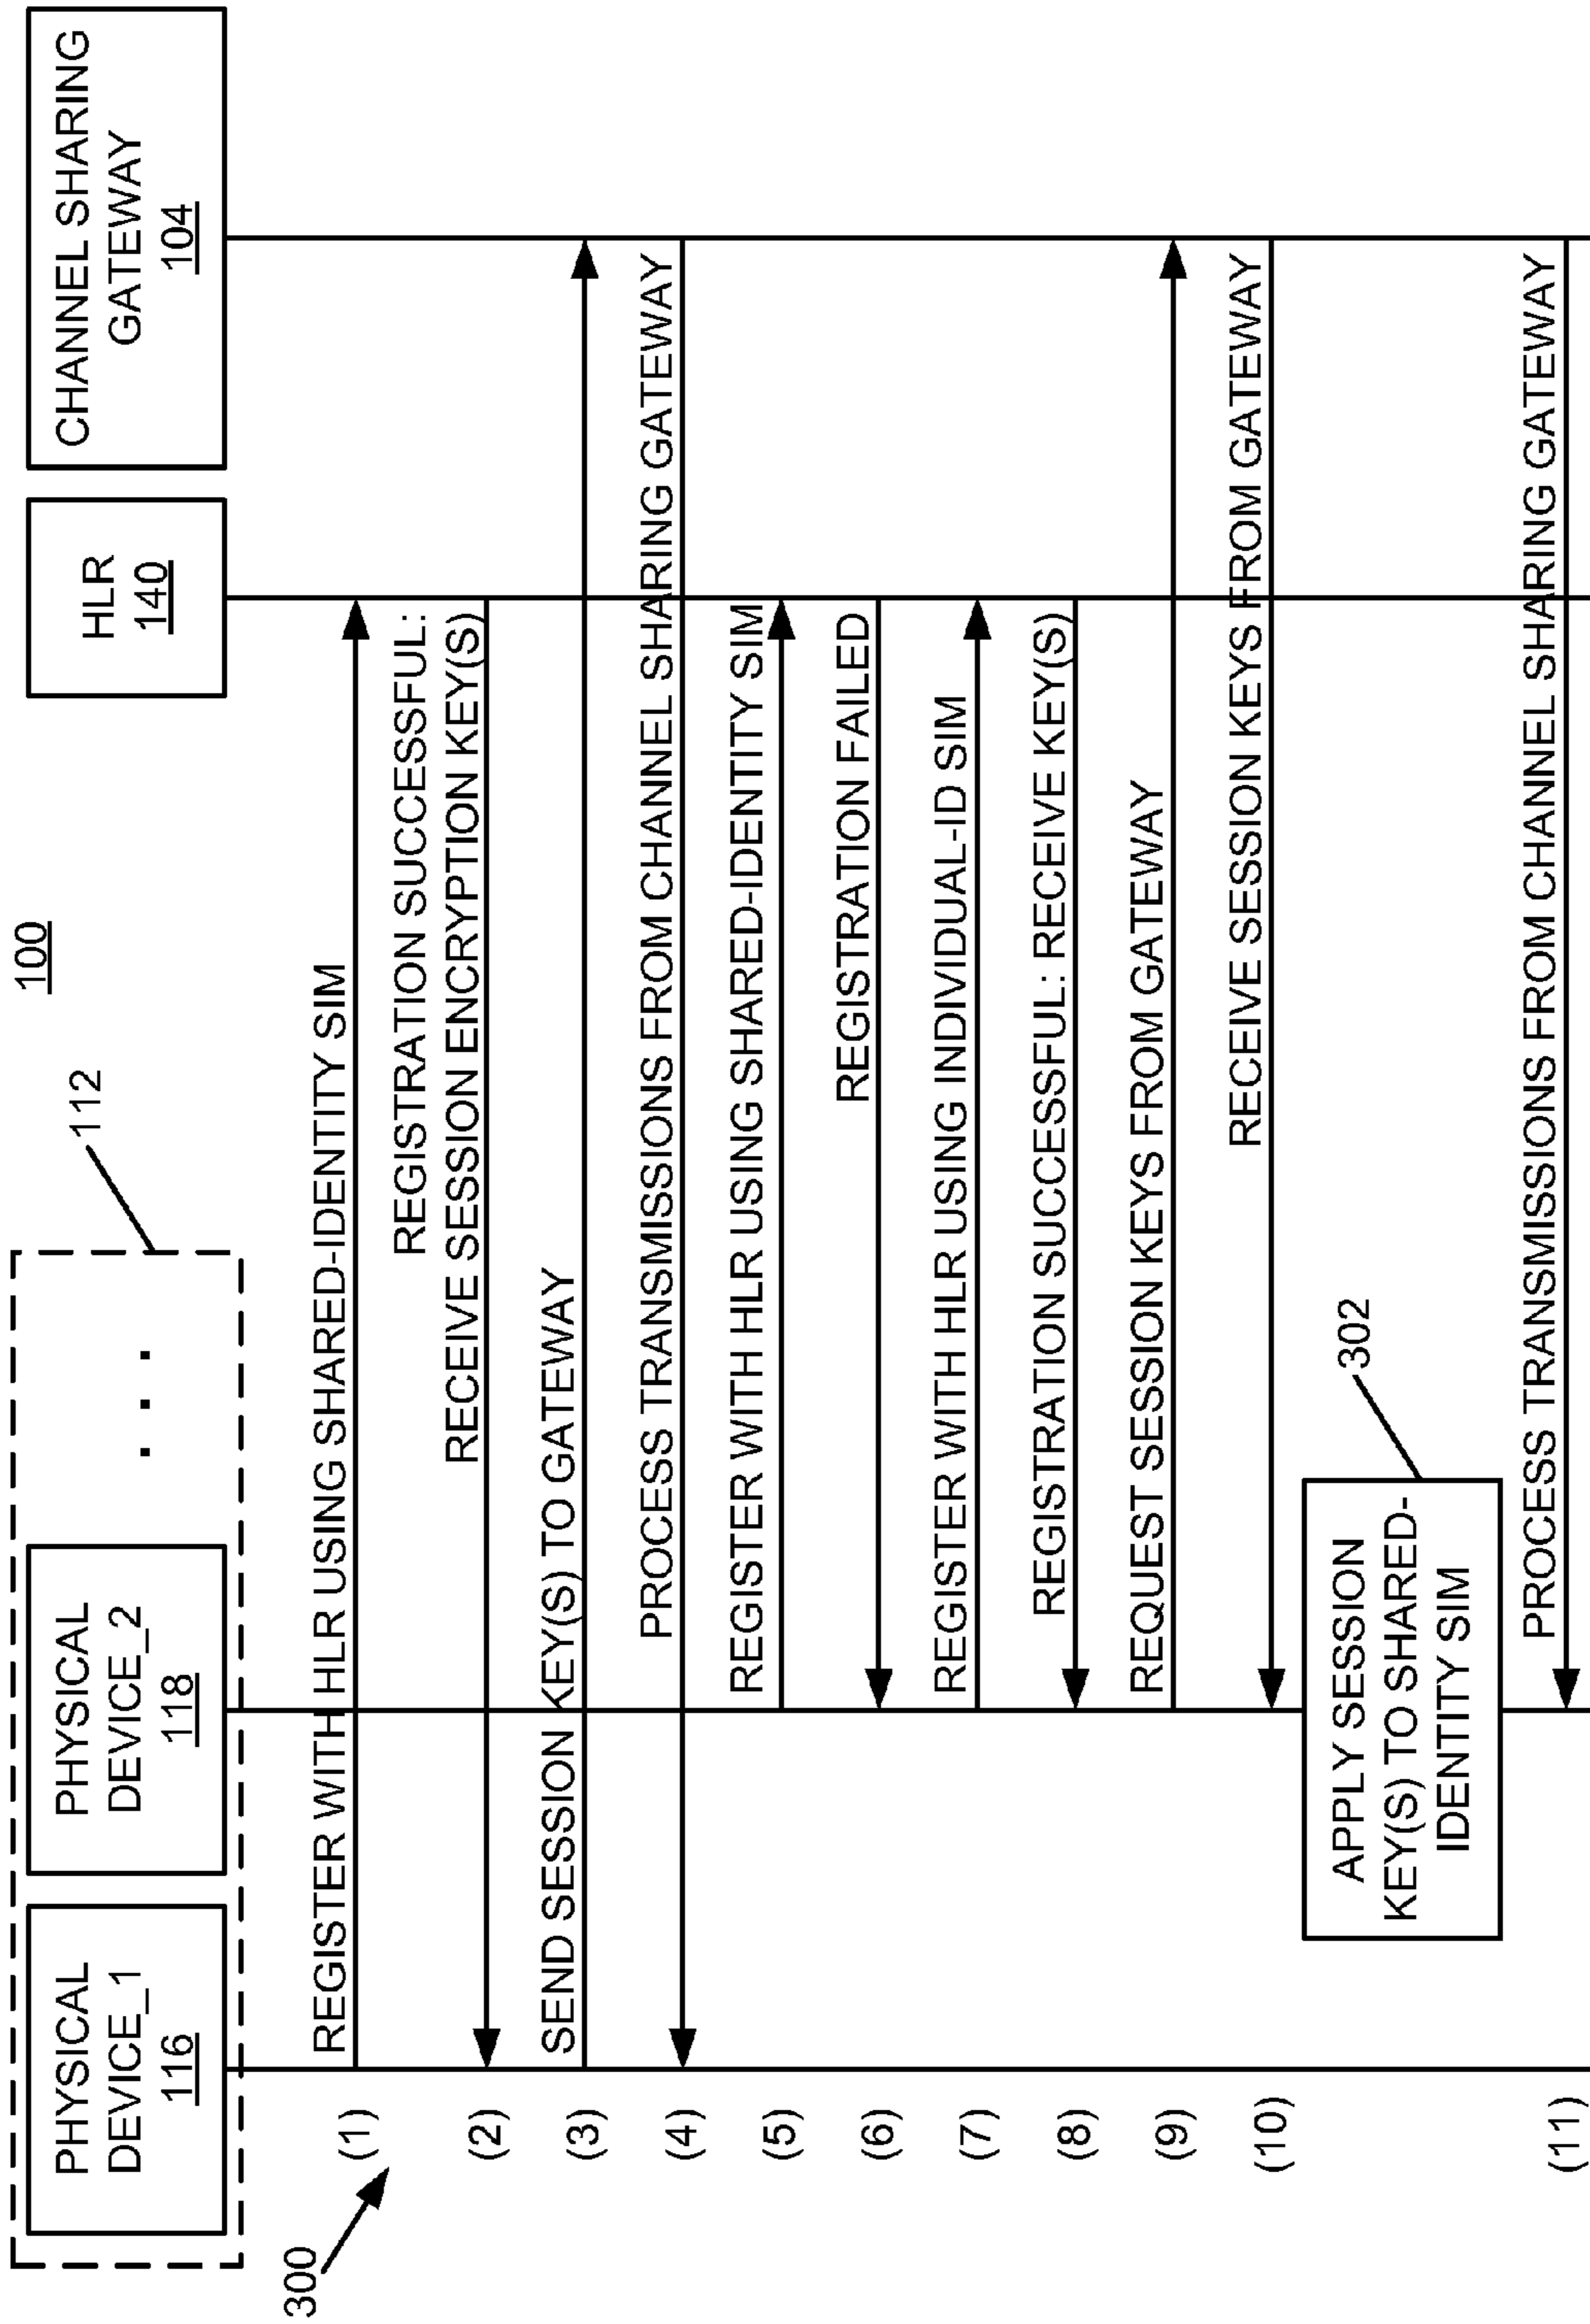 100
112
PHYSICAL
DEVICE_1
116
PHYSICAL
DEVICE_2
118
. . .
HLR
140
CHANNEL SHARING
GATEWAY
104
300
(1)
REGISTER WITH HLR USING SHARED-IDENTITY SIM
REGISTRATION SUCCESSFUL:
RECEIVE SESSION ENCRYPTION KEY(S)
(2)
SEND SESSION KEY(S) TO GATEWAY
(3)
PROCESS TRANSMISSIONS FROM CHANNEL SHARING GATEWAY
(4)
REGISTER WITH HLR USING SHARED-IDENTITY SIM
(5)
REGISTRATION FAILED
(6)
REGISTER WITH HLR USING INDIVIDUAL-ID SIM
(7)
REGISTRATION SUCCESSFUL: RECEIVE KEY(S)
(8)
REQUEST SESSION KEYS FROM GATEWAY
(9)
RECEIVE SESSION KEYS FROM GATEWAY
(10)
APPLY SESSION
KEY(S) TO SHARED-
IDENTITY SIM
302
PROCESS TRANSMISSIONS FROM CHANNEL SHARING GATEWAY
(11)